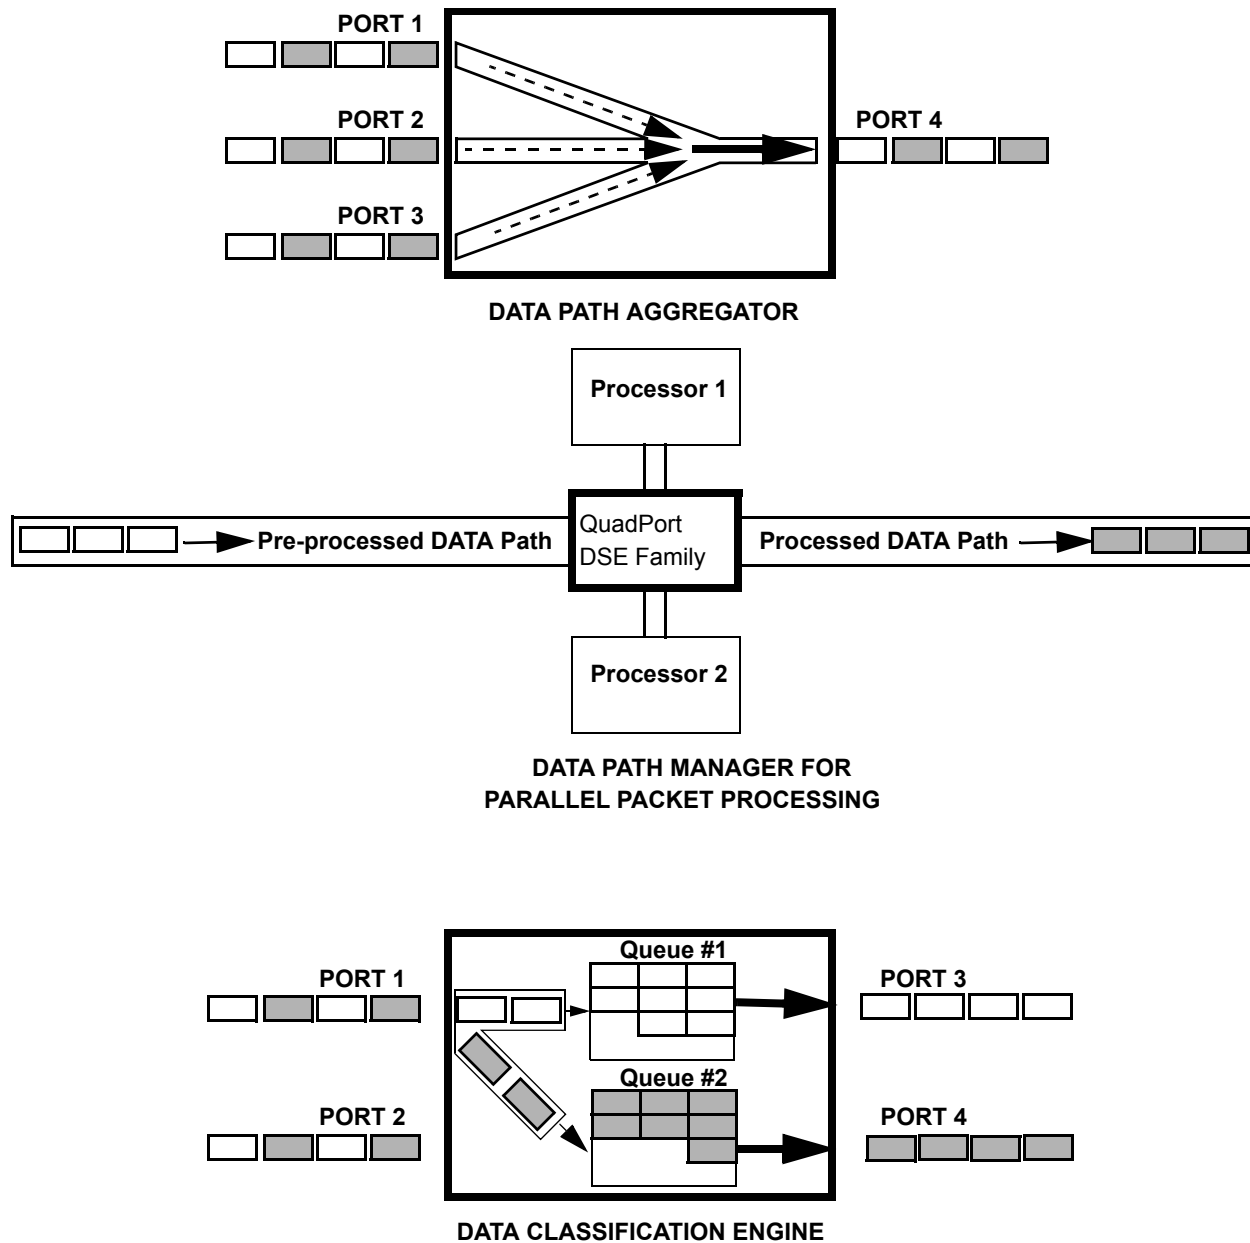 PORT 1
PORT 2
PORT 4
PORT 3
DATA PATH AGGREGATOR
Processor 1
QuadPort
DSE Family
Pre-processed DATA Path
Processed DATA Path
Processor 2
DATA PATH MANAGER FOR
PARALLEL PACKET PROCESSING
Queue #1
PORT 1
PORT 3
Queue #2
PORT 2
PORT 4
DATA CLASSIFICATION ENGINE